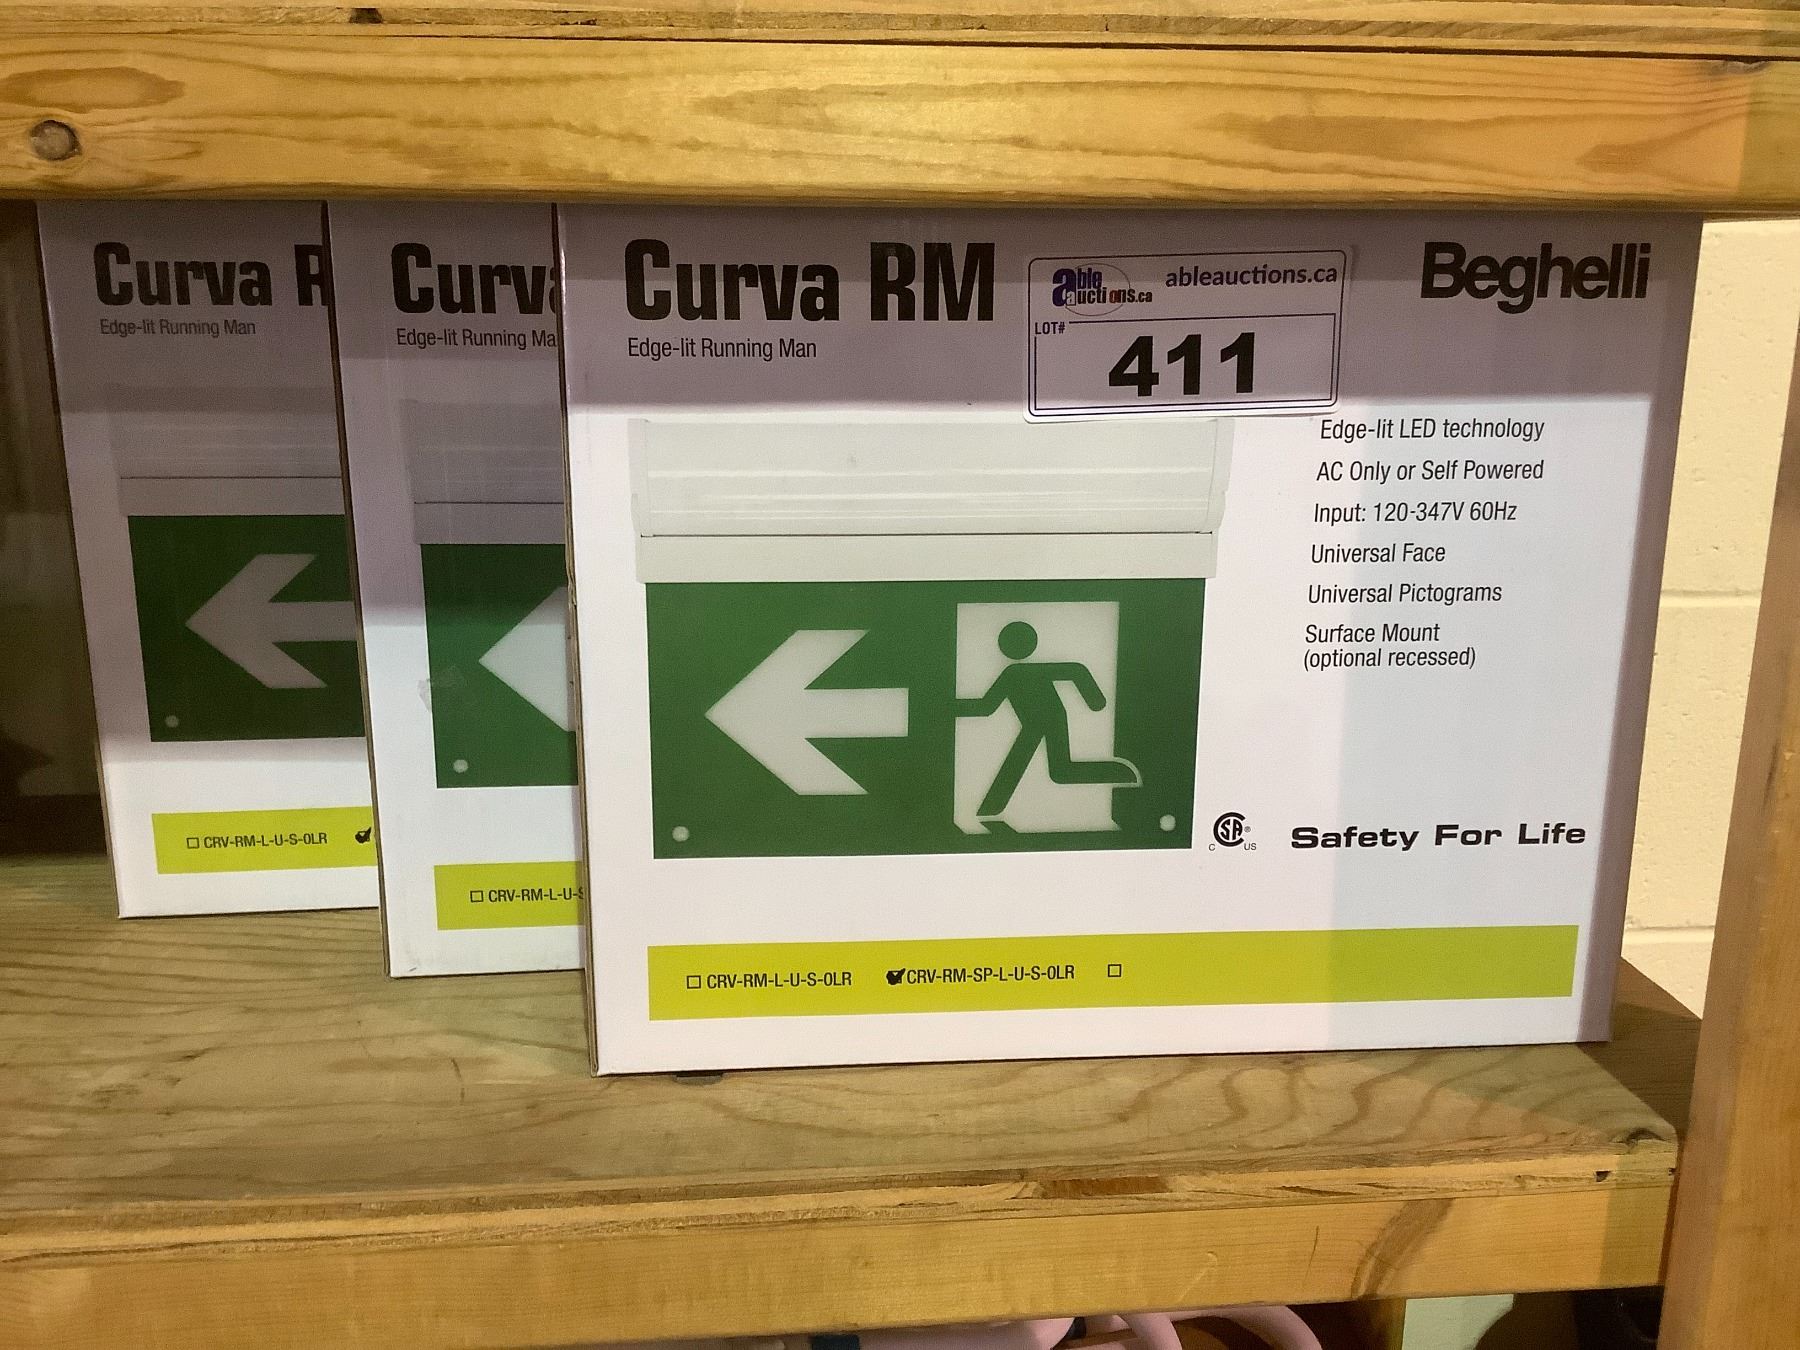 Curva R
Edge-lit Running Man
CRV-RM-L-U-S-0LR
Curv
Edge-lit Running Ma
CRV-RM-L-U-S
Curva RM
Edge-lit Running Man
able auctions.ca
ableauctions.ca
LOT#
411
Beghelli
Edge-lit LED technology
AC Only or Self Powered
Input: 120-347V 60Hz
Universal Face
Universal Pictograms
Surface Mount
(optional recessed)
CSA®
C US
Safety For Life
CRV-RM-L-U-S-0LR CRV-RM-SP-L-U-S-0LR